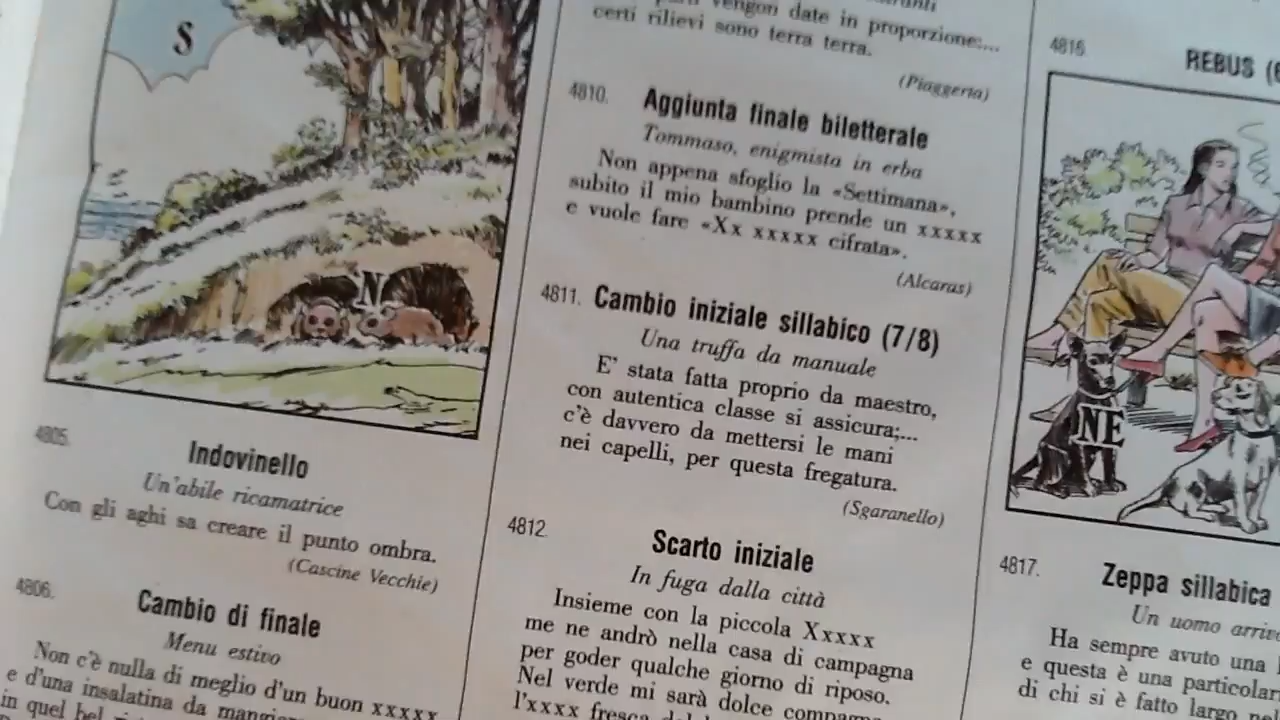 S
N
4805.
Indovinello
Un'abile ricamatrice
Con gli aghi sa creare il punto ombra.
(Cascine Vecchie)
4806.
Cambio di finale
Menu estivo
Non c'è nulla di meglio d'un buon xxxxx
e d'una insalatina da
in quel bel
vengon date in proporzione:...
certi rilievi sono terra terra.
(Piaggeria)
4810.
Aggiunta finale biletterale
Tommaso, enigmista in erba
Non appena sfoglio la «Settimana»,
subito il mio bambino prende un xxxxx
e vuole fare «Xx xxxxx cifrata».
(Alcaras)
4811.
Cambio iniziale sillabico (7/8)
Una truffa da manuale
E' stata fatta proprio da maestro,
con autentica classe si assicura;...
c'è davvero da mettersi le mani
nei capelli, per questa fregatura.
(Sgaranello)
4812.
Scarto iniziale
In fuga dalla città
Insieme con la piccola Xxxxx
me ne andrò nella casa di campagna
per goder qualche giorno di riposo.
Nel verde mi sarà dolce
l'xxxx fresca
4816.
REBUS
NE
4817.
Zeppa sillabica
Un uomo
Ha sempre avuto una
e questa è una
di chi si è fatto largo